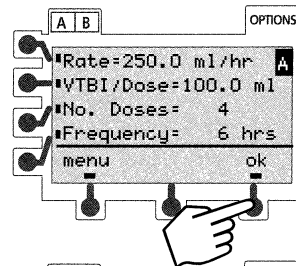 A B
OPTIONS
Rate=250.0 ml/hr
A
VTBI/Dose=100.0 ml
No. Doses= 4
Frequency= 6 hrs
menu ok